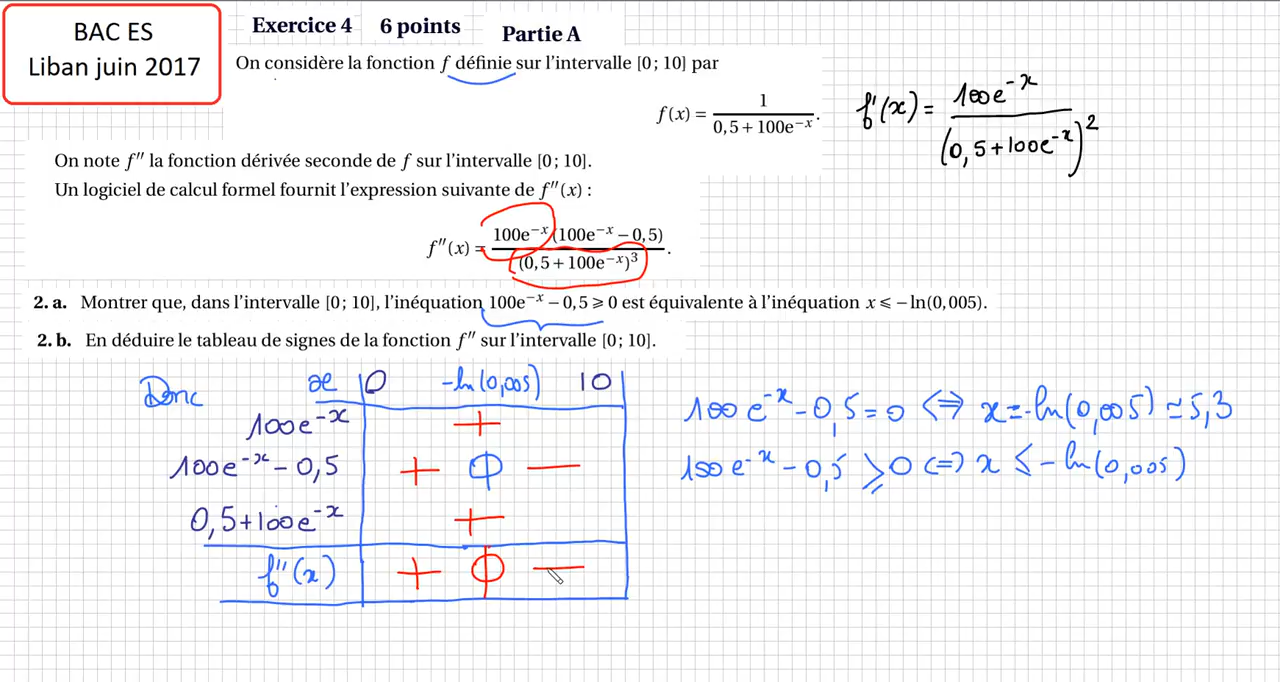 BAC ES
Liban juin 2017
Exercice 4 6 points Partie A
On considère la fonction f définie sur l'intervalle [0 ; 10] par
f(x) = 1 / (0,5 + 100e^{-x}).
f'(x) = 100e^{-x} / (0,5+100e^{-x})^2
On note f'' la fonction dérivée seconde de f sur l'intervalle [0 ; 10].
Un logiciel de calcul formel fournit l'expression suivante de f''(x) :
f''(x) = 100e^{-x}(100e^{-x} − 0,5) / (0,5 + 100e^{-x})^3.
2. a. Montrer que, dans l'intervalle [0 ; 10], l'inéquation 100e^{-x} − 0,5 ⩾ 0 est équivalente à l'inéquation x ⩽ −ln(0,005).
2. b. En déduire le tableau de signes de la fonction f'' sur l'intervalle [0 ; 10].
Donc x 0 -ln(0,005) 10
100e^{-x} +
100e^{-x} - 0,5 + 0 -
0,5+100e^{-x} +
f''(x) + 0 -
100e^{-x} - 0,5 = 0 <=> x = -ln(0,005) ≃ 5,3
100e^{-x} - 0,5 ⩾ 0 <=> x ⩽ -ln(0,005)